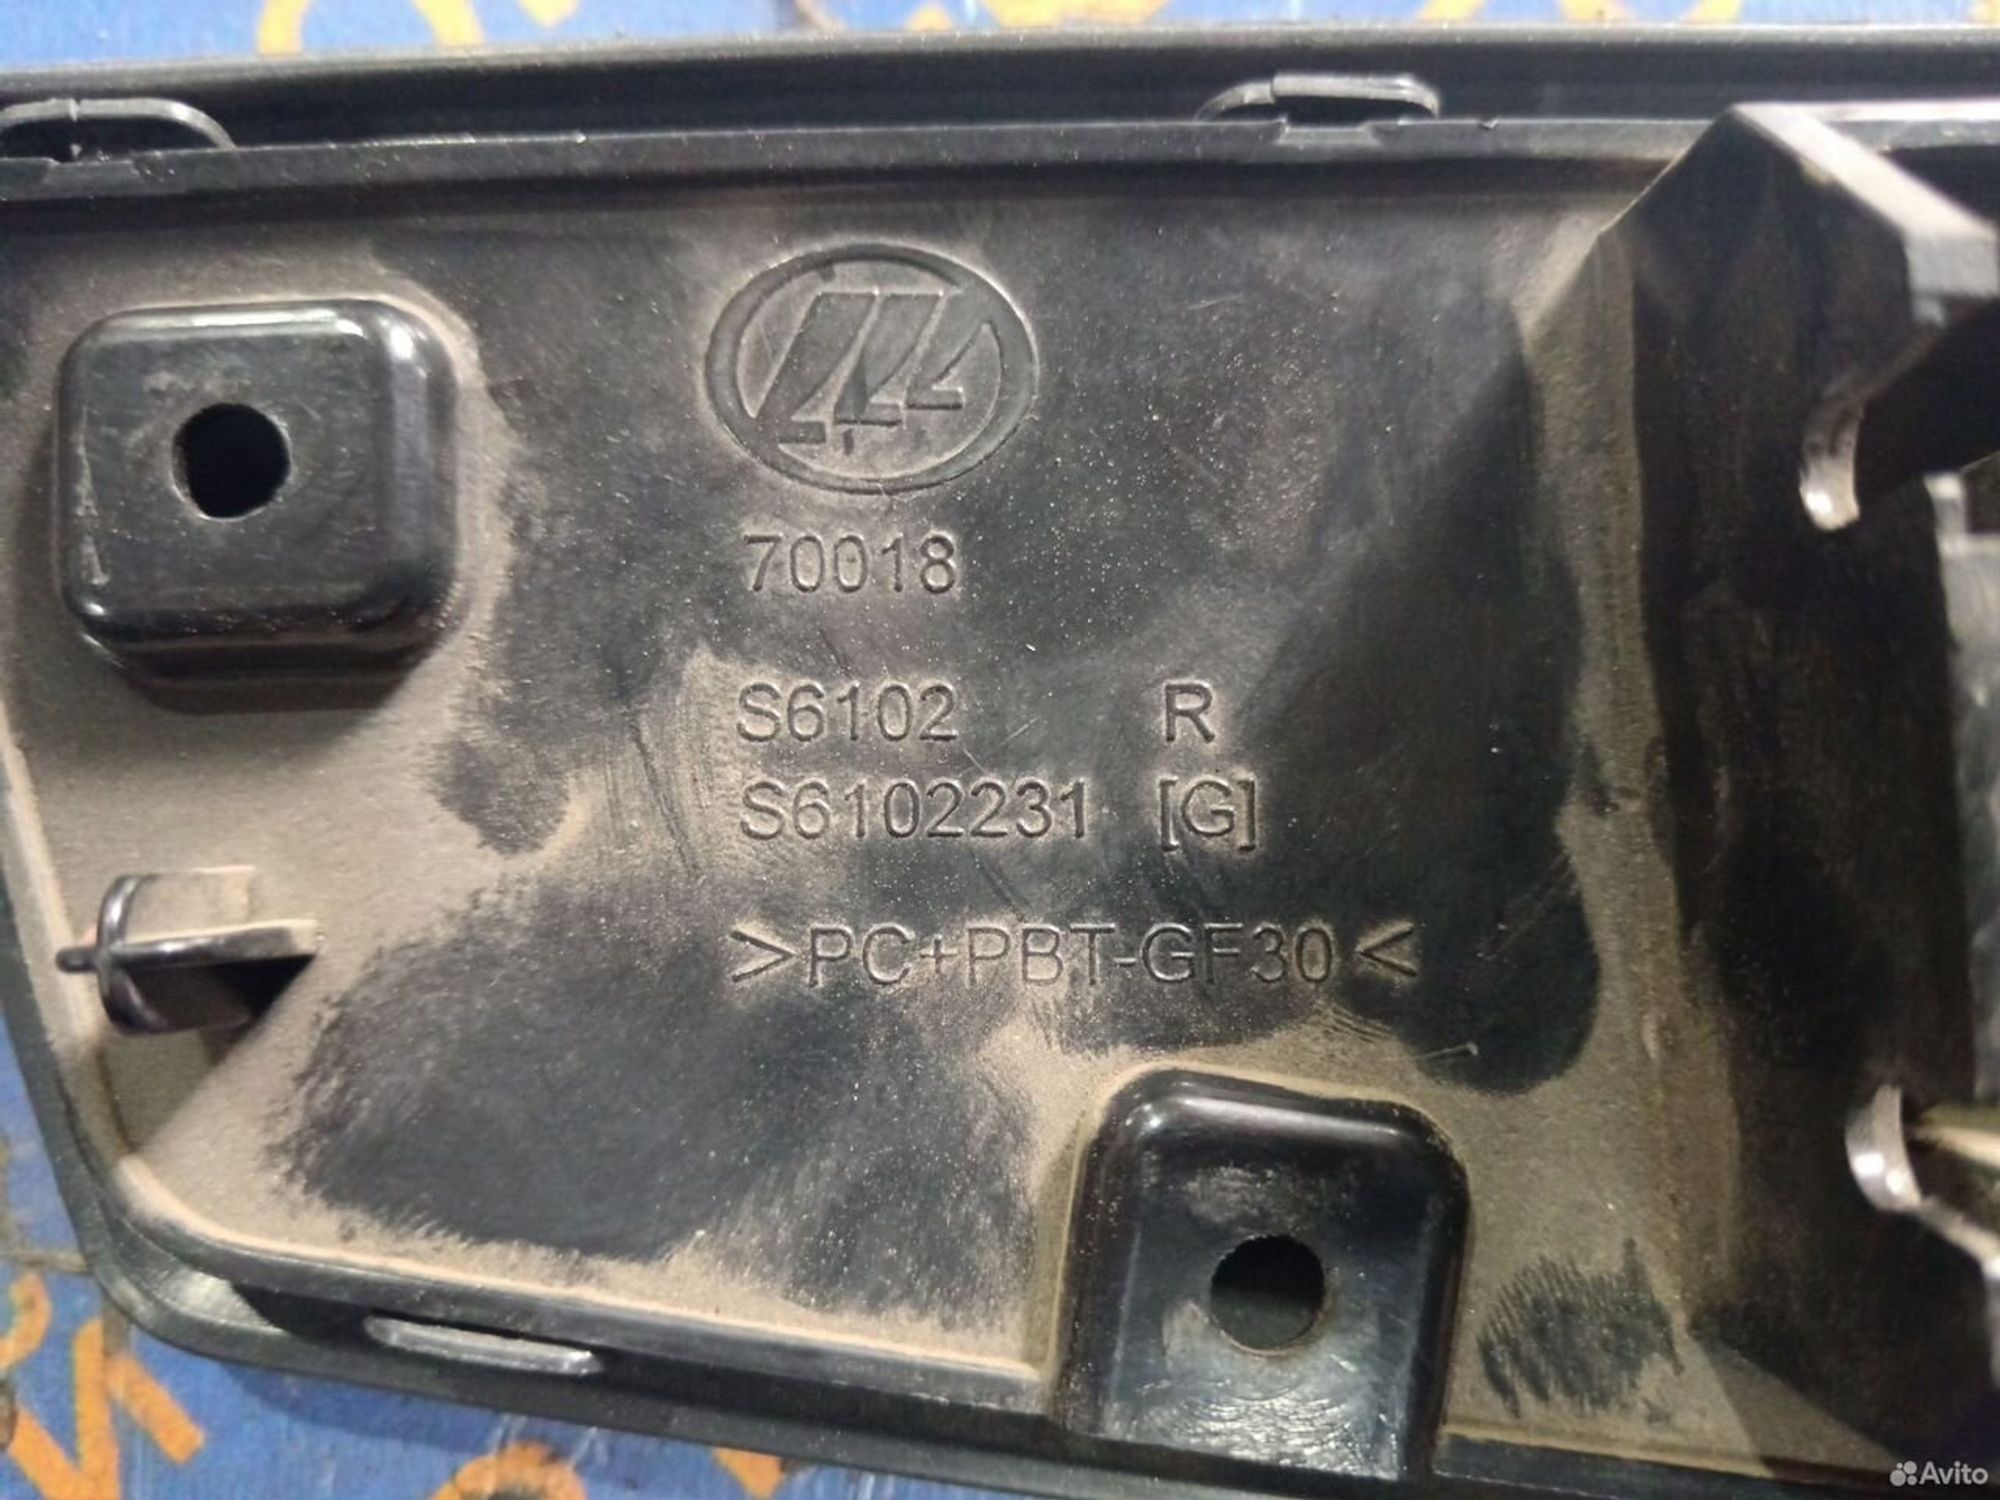 70018
S6102 R
S6102231 [G]
>PC+PBT-GF30<
Avito